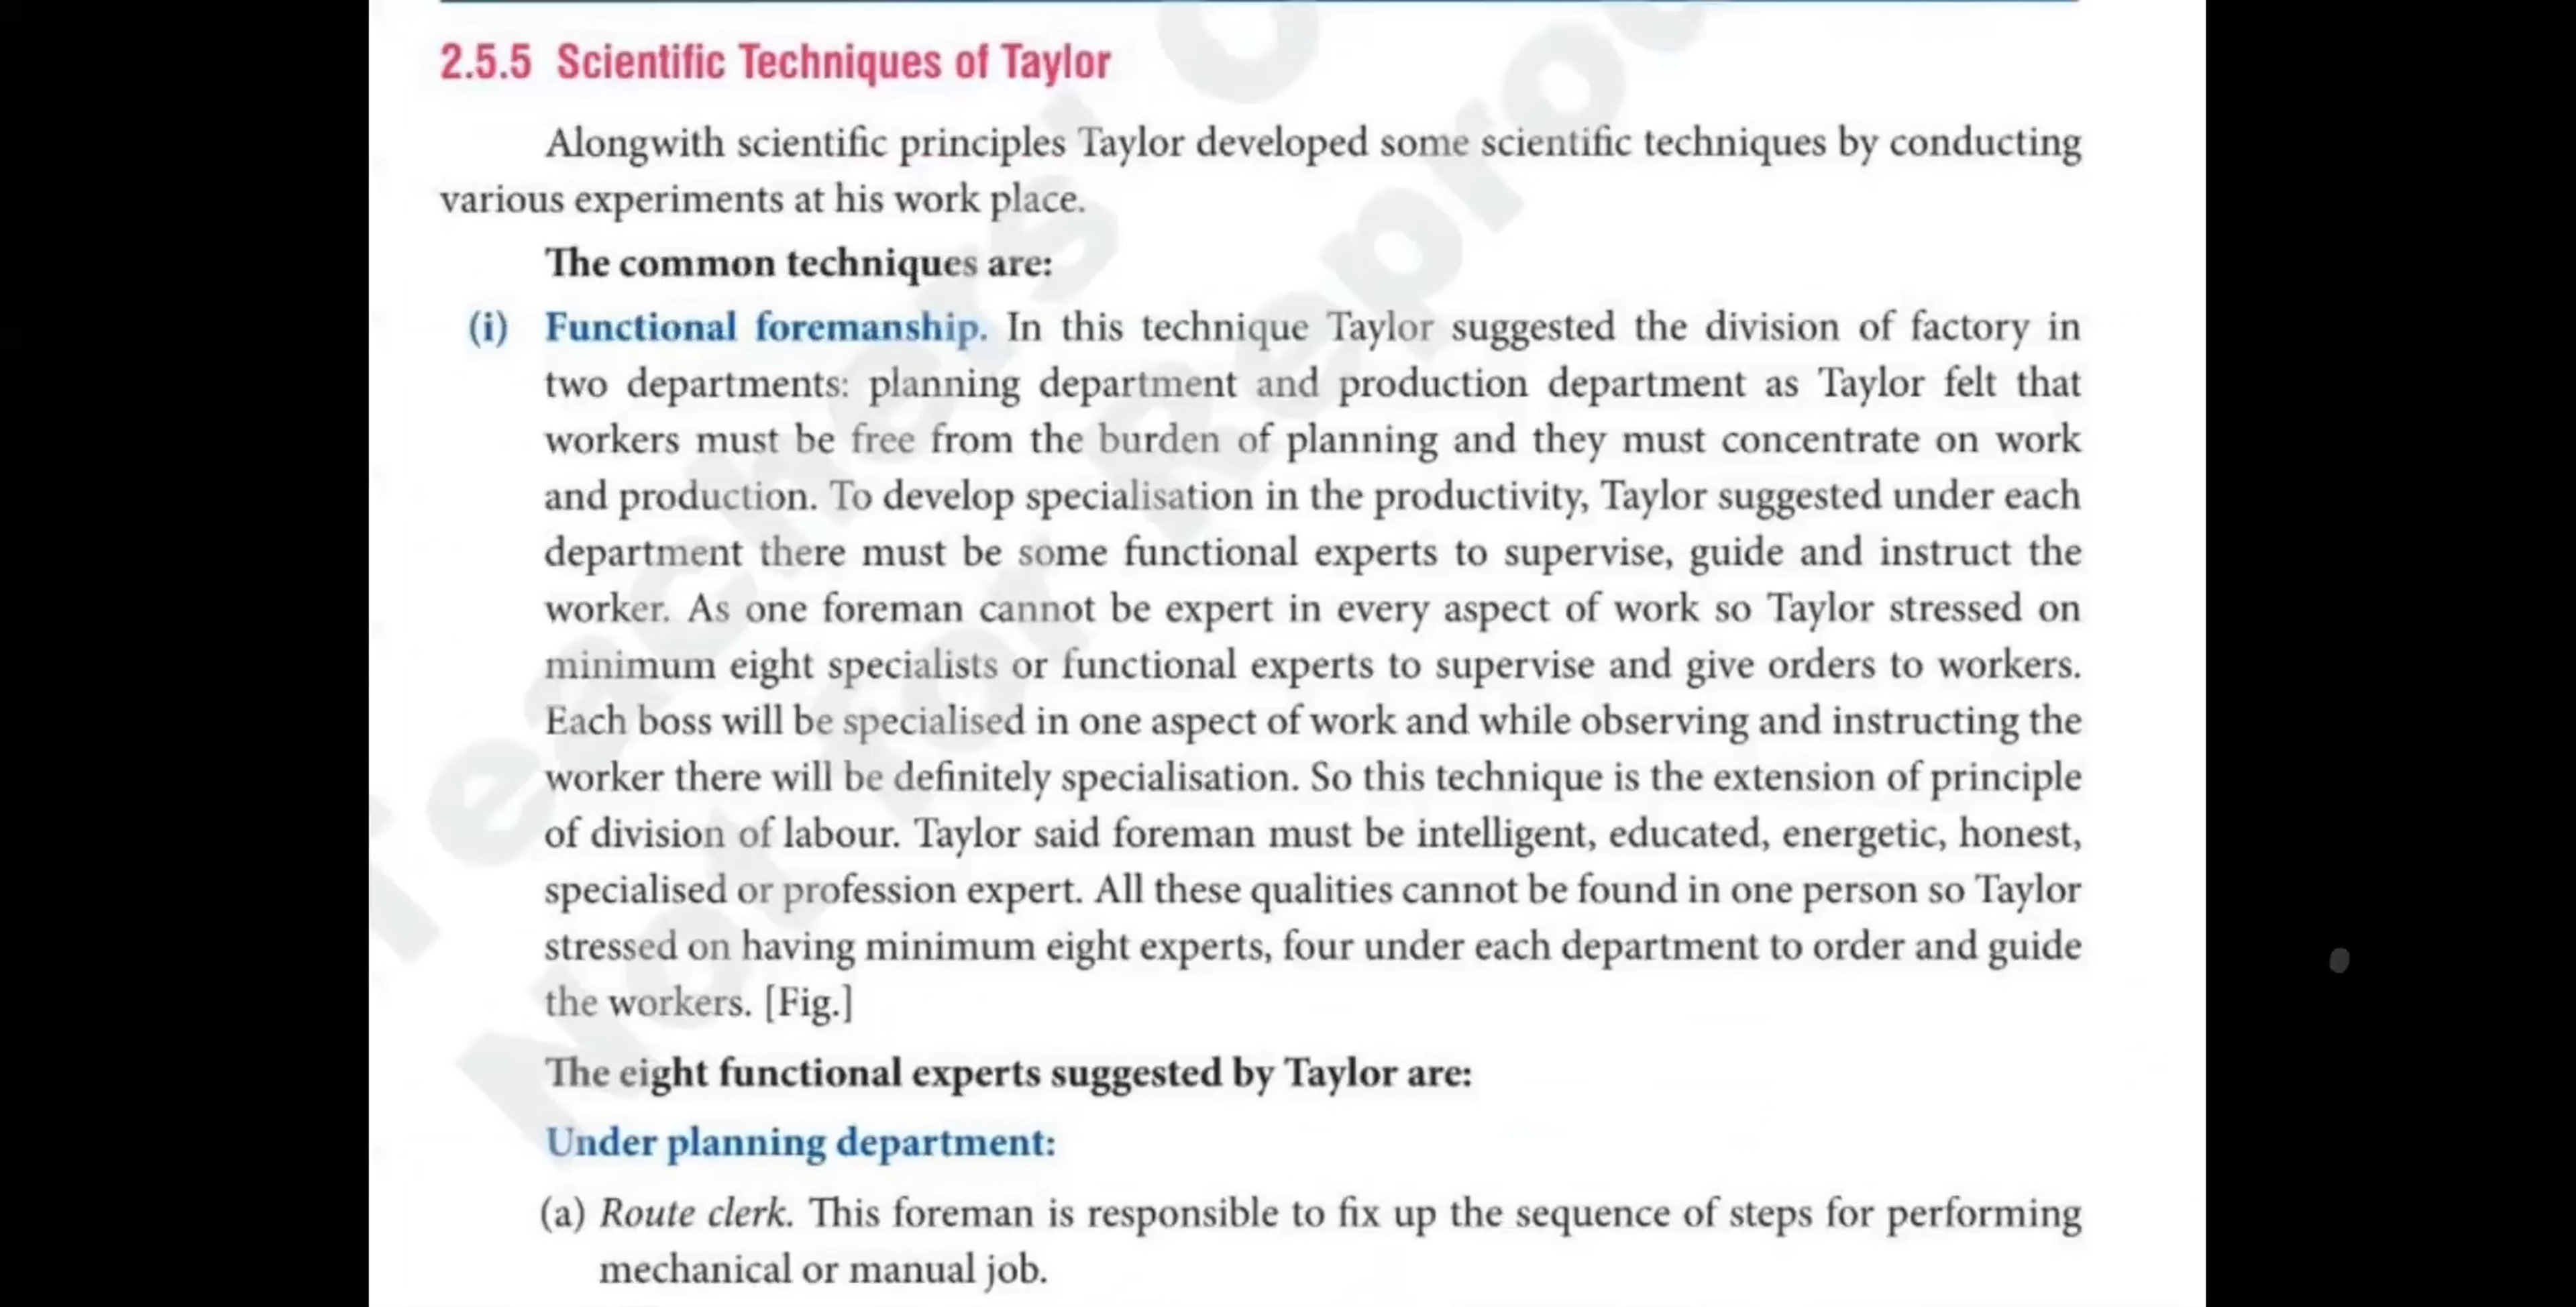 2.5.5 Scientific Techniques of Taylor
Alongwith scientific principles Taylor developed some scientific techniques by conducting
various experiments at his work place.
The common techniques are:
(i) Functional foremanship. In this technique Taylor suggested the division of factory in
two departments: planning department and production department as Taylor felt that
workers must be free from the burden of planning and they must concentrate on work
and production. To develop specialisation in the productivity, Taylor suggested under each
department there must be some functional experts to supervise, guide and instruct the
worker. As one foreman cannot be expert in every aspect of work so Taylor stressed on
minimum eight specialists or functional experts to supervise and give orders to workers.
Each boss will be specialised in one aspect of work and while observing and instructing the
worker there will be definitely specialisation. So this technique is the extension of principle
of division of labour. Taylor said foreman must be intelligent, educated, energetic, honest,
specialised or profession expert. All these qualities cannot be found in one person so Taylor
stressed on having minimum eight experts, four under each department to order and guide
the workers. [Fig.]
The eight functional experts suggested by Taylor are:
Under planning department:
(a) Route clerk. This foreman is responsible to fix up the sequence of steps for performing
mechanical or manual job.
Teachers
Not for